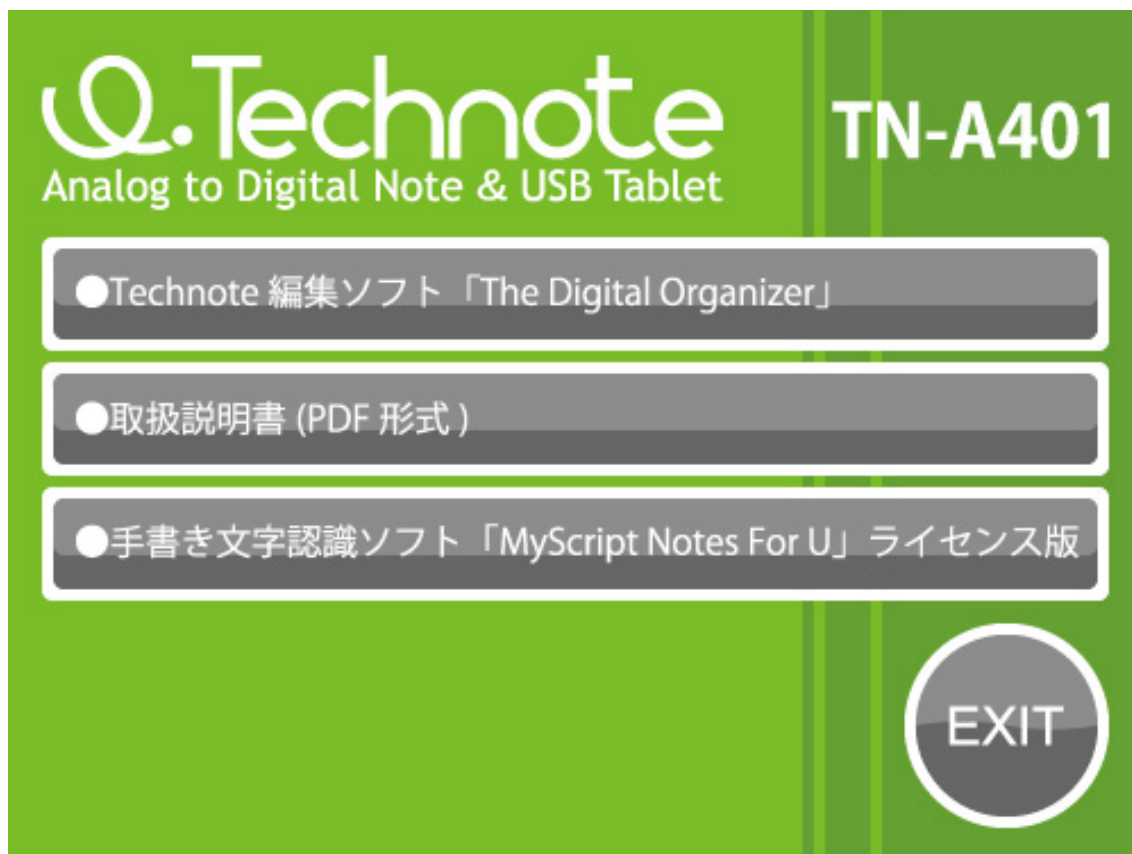 Technote
TN-A401
Analog to Digital Note & USB Tablet
●Technote 編集ソフト「The Digital Organizer」
●取扱説明書 (PDF 形式 )
●手書き文字認識ソフト「MyScript Notes For U」ライセンス版
EXIT